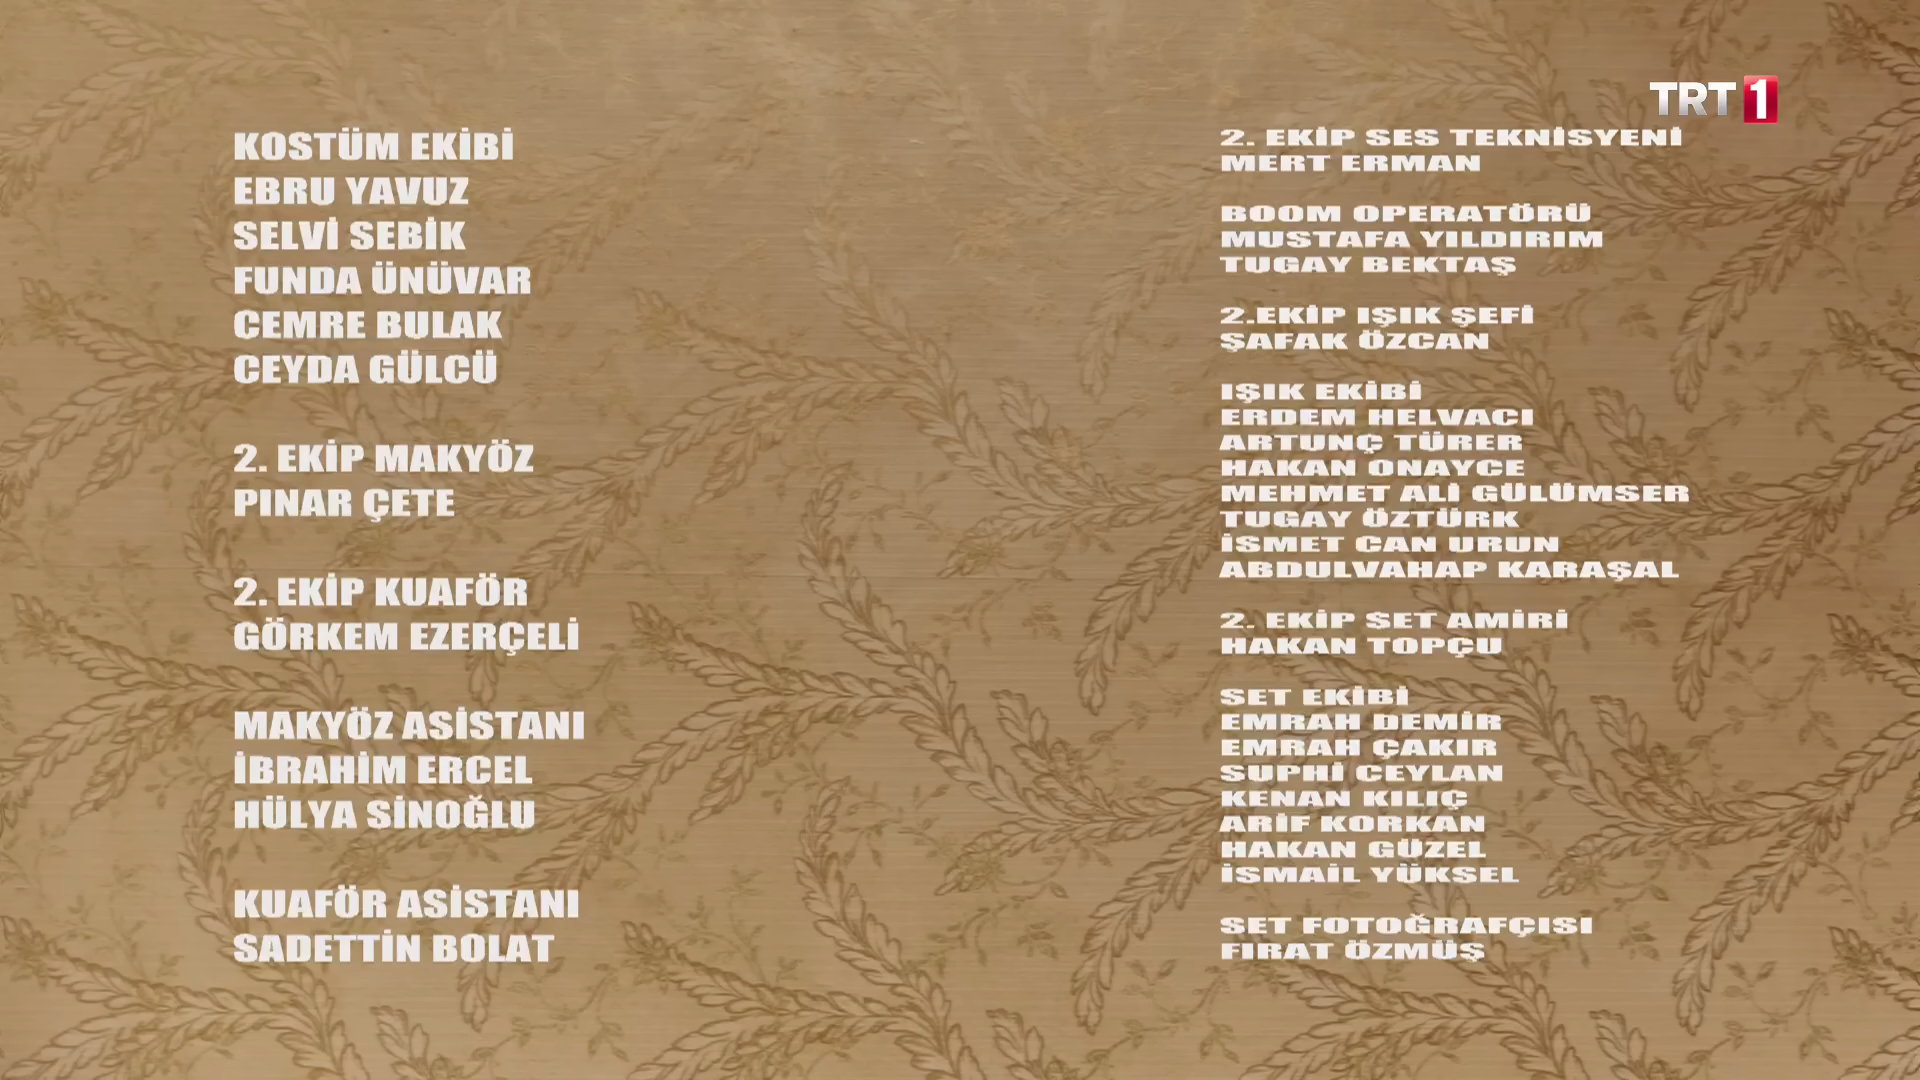 TRT 1
KOSTÜM EKİBİ
EBRU YAVUZ
SELVİ SEBİK
FUNDA ÜNÜVAR
CEMRE BULAK
CEYDA GÜLCÜ
2. EKİP MAKYÖZ
PINAR ÇETE
2. EKİP KUAFÖR
GÖRKEM EZERÇELİ
MAKYÖZ ASİSTANI
İBRAHİM ERCEL
HÜLYA SİNOĞLU
KUAFÖR ASİSTANI
SADETTİN BOLAT
2. EKİP SES TEKNİSYENİ
MERT ERMAN
BOOM OPERATÖRÜ
MUSTAFA YILDIRIM
TUGAY BEKTAŞ
2.EKİP IŞIK ŞEFİ
ŞAFAK ÖZCAN
IŞIK EKİBİ
ERDEM HELVACI
ARTUNÇ TÜRER
HAKAN ONAYCE
MEHMET ALİ GÜLÜMSER
TUGAY ÖZTÜRK
İSMET CAN URUN
ABDULVAHAP KARAŞAL
2. EKİP SET AMİRİ
HAKAN TOPÇU
SET EKİBİ
EMRAH DEMİR
EMRAH ÇAKIR
SUPHİ CEYLAN
KENAN KILIÇ
ARİF KORKAN
HAKAN GÜZEL
İSMAİL YÜKSEL
SET FOTOĞRAFÇISI
FIRAT ÖZMÜŞ